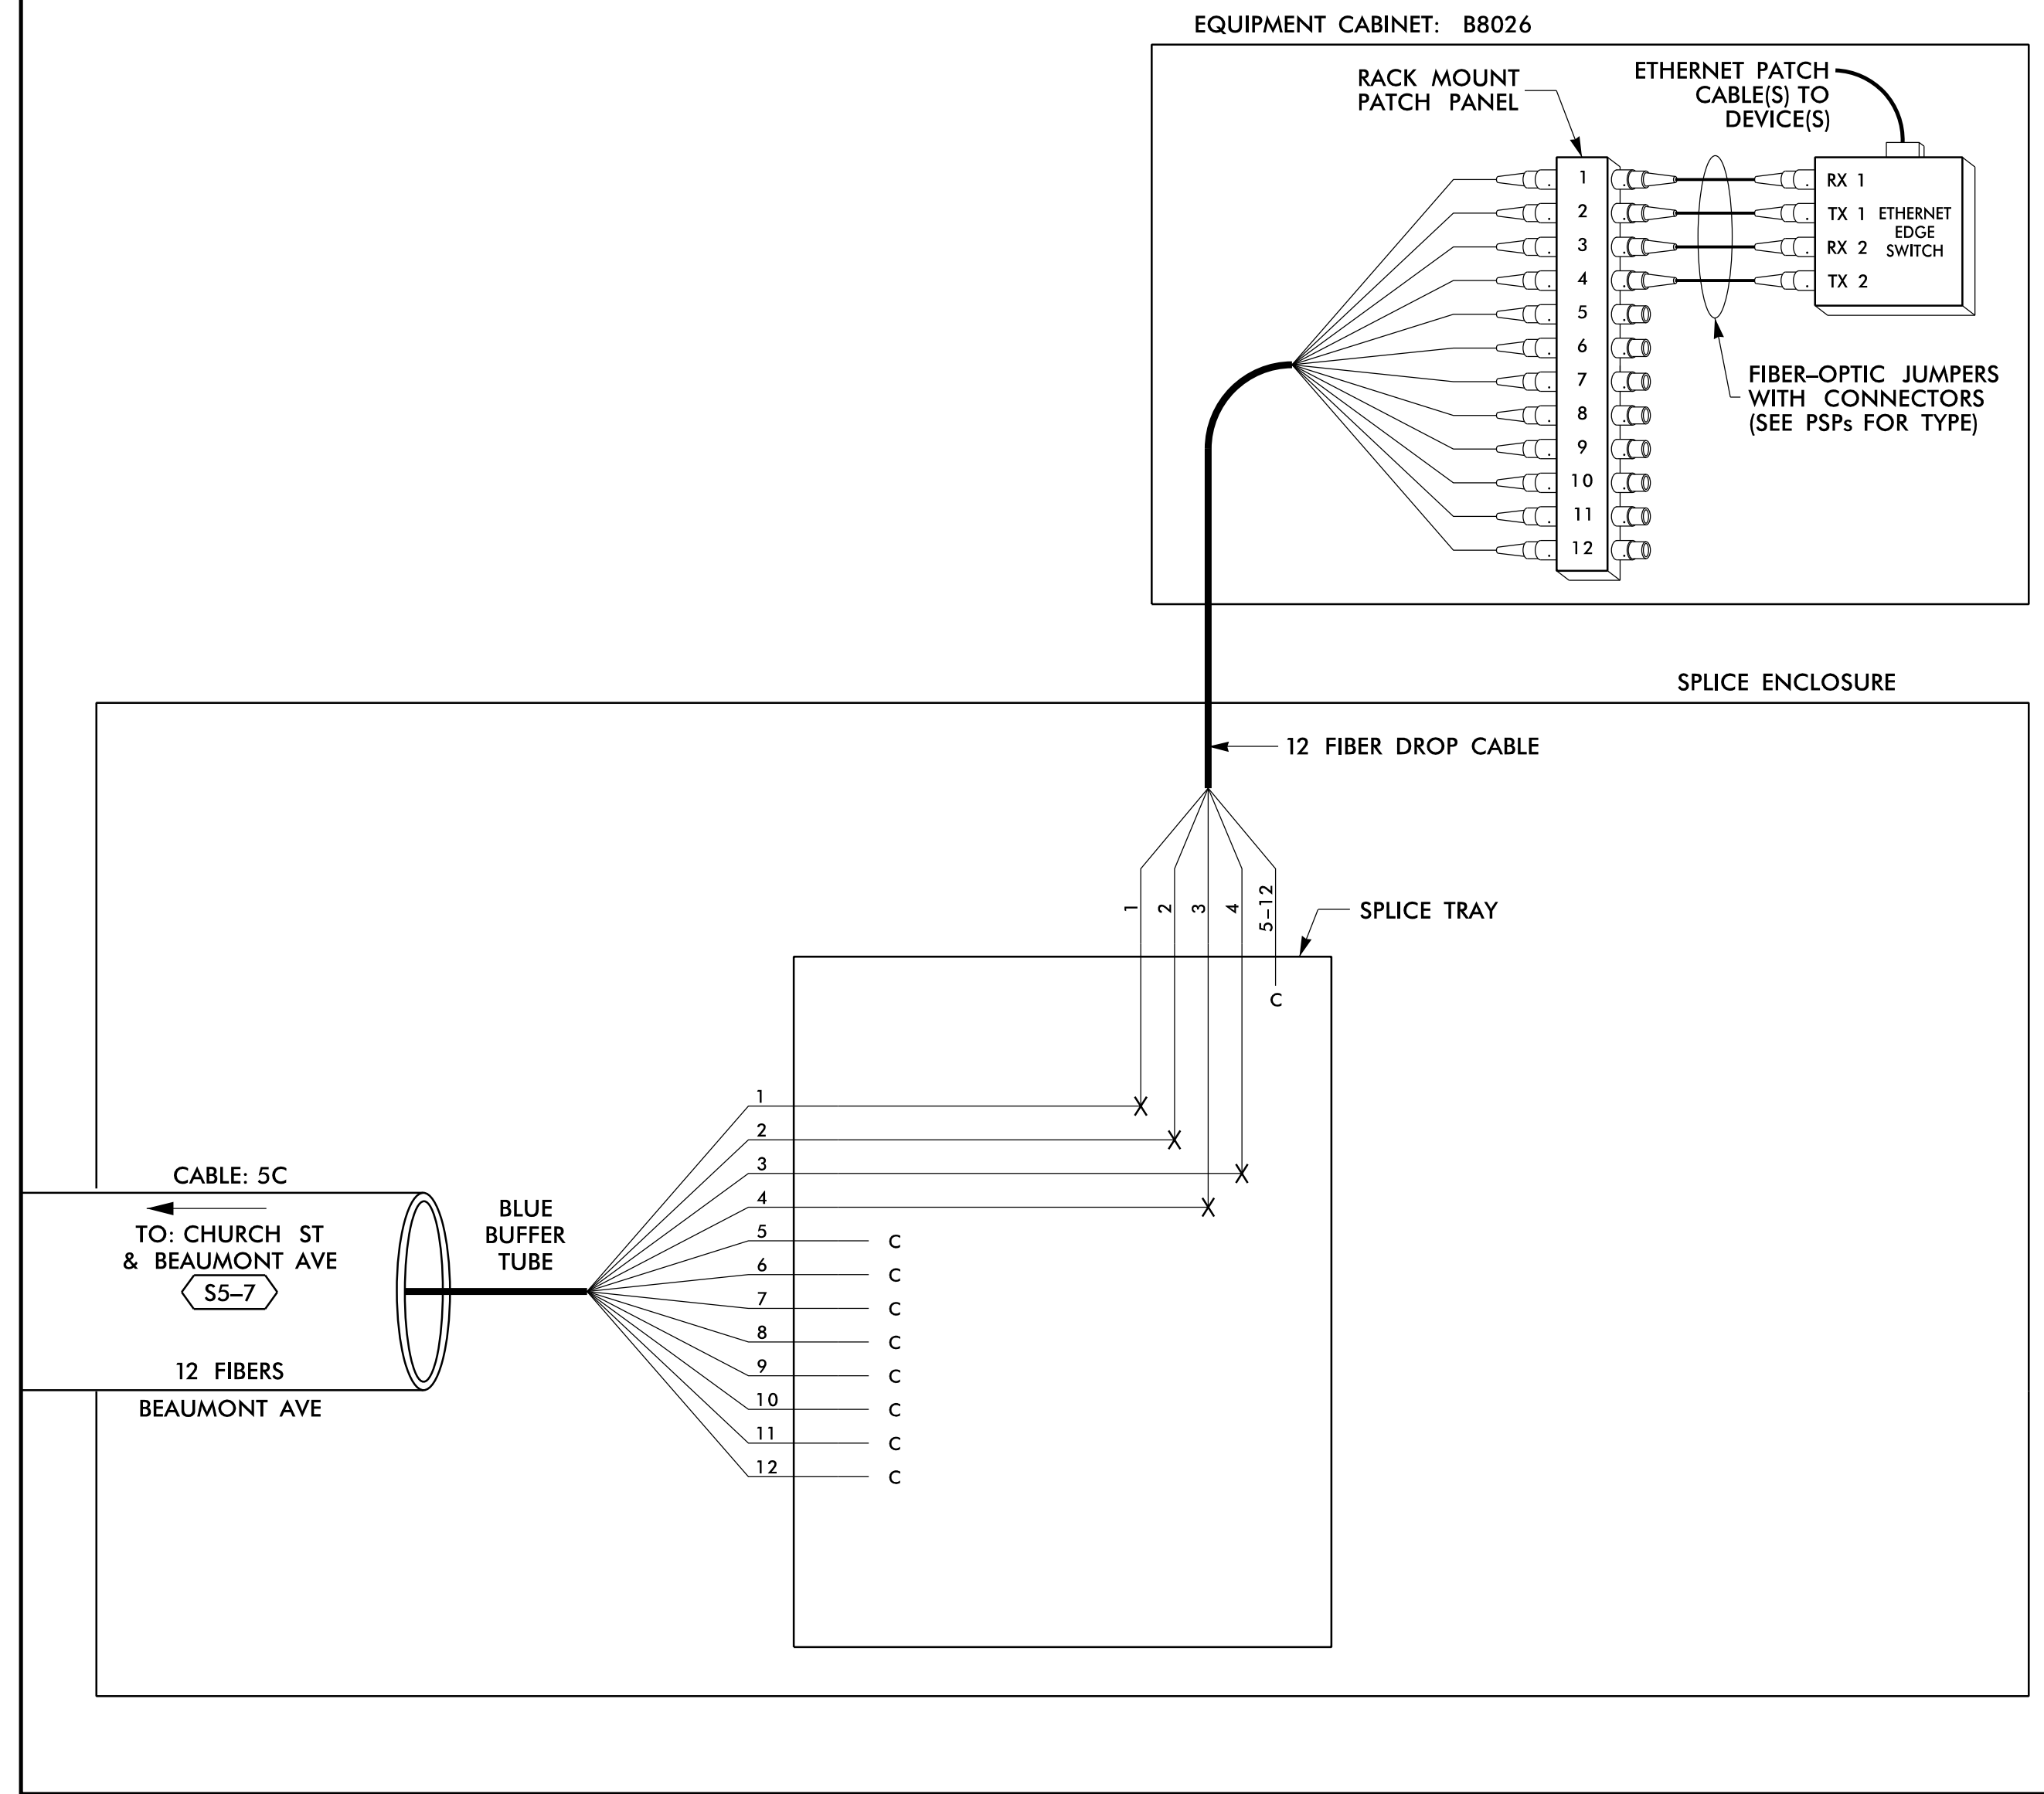 EQUIPMENT CABINET: B8026
RACK MOUNT
PATCH PANEL
ETHERNET PATCH
CABLE(S) TO
DEVICE(S)
1
2
3
4
5
6
7
8
9
10
11
12
RX 1
TX 1
RX 2
TX 2
ETHERNET
EDGE
SWITCH
FIBER–OPTIC JUMPERS
WITH CONNECTORS
(SEE PSPs FOR TYPE)
SPLICE ENCLOSURE
12 FIBER DROP CABLE
1
2
3
4
5–12
SPLICE TRAY
C
CABLE: 5C
TO: CHURCH ST
& BEAUMONT AVE
S5–7
12 FIBERS
BEAUMONT AVE
BLUE
BUFFER
TUBE
1
2
3
4
5 C
6 C
7 C
8 C
9 C
10 C
11 C
12 C